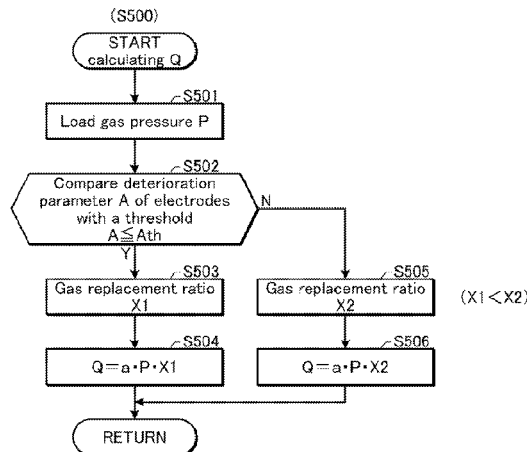 (S500)
START
calculating Q
S501
Load gas pressure P
S502
Compare deterioration
parameter A of electrodes
with a threshold
A≦Ath
N
Y
S503
Gas replacement ratio
X1
S505
Gas replacement ratio
X2
(X1<X2)
S504
Q=a・P・X1
S506
Q=a・P・X2
RETURN